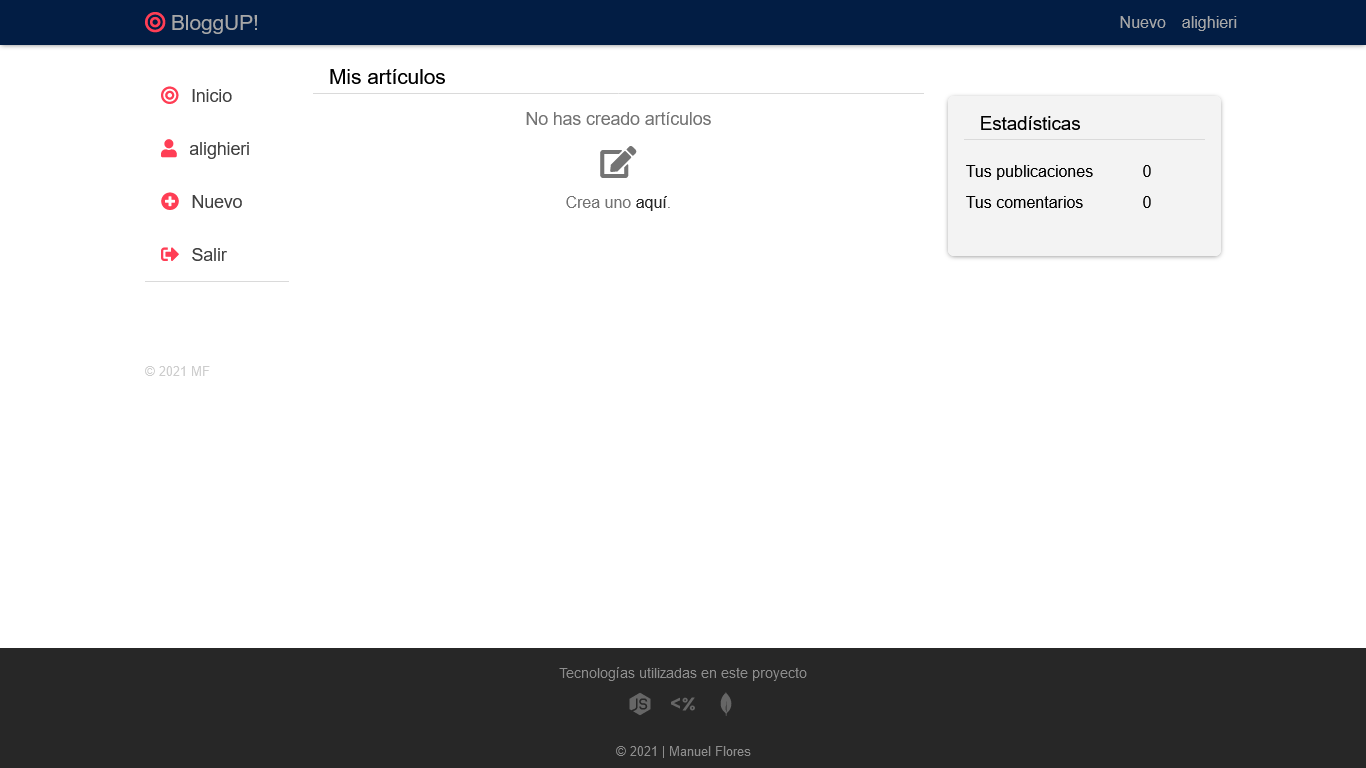 BloggUP!
Nuevo alighieri
Inicio
alighieri
Nuevo
Salir
© 2021 MF
Mis artículos
No has creado artículos
Crea uno aquí.
Estadísticas
Tus publicaciones 0
Tus comentarios 0
Tecnologías utilizadas en este proyecto
JS <%
© 2021 | Manuel Flores